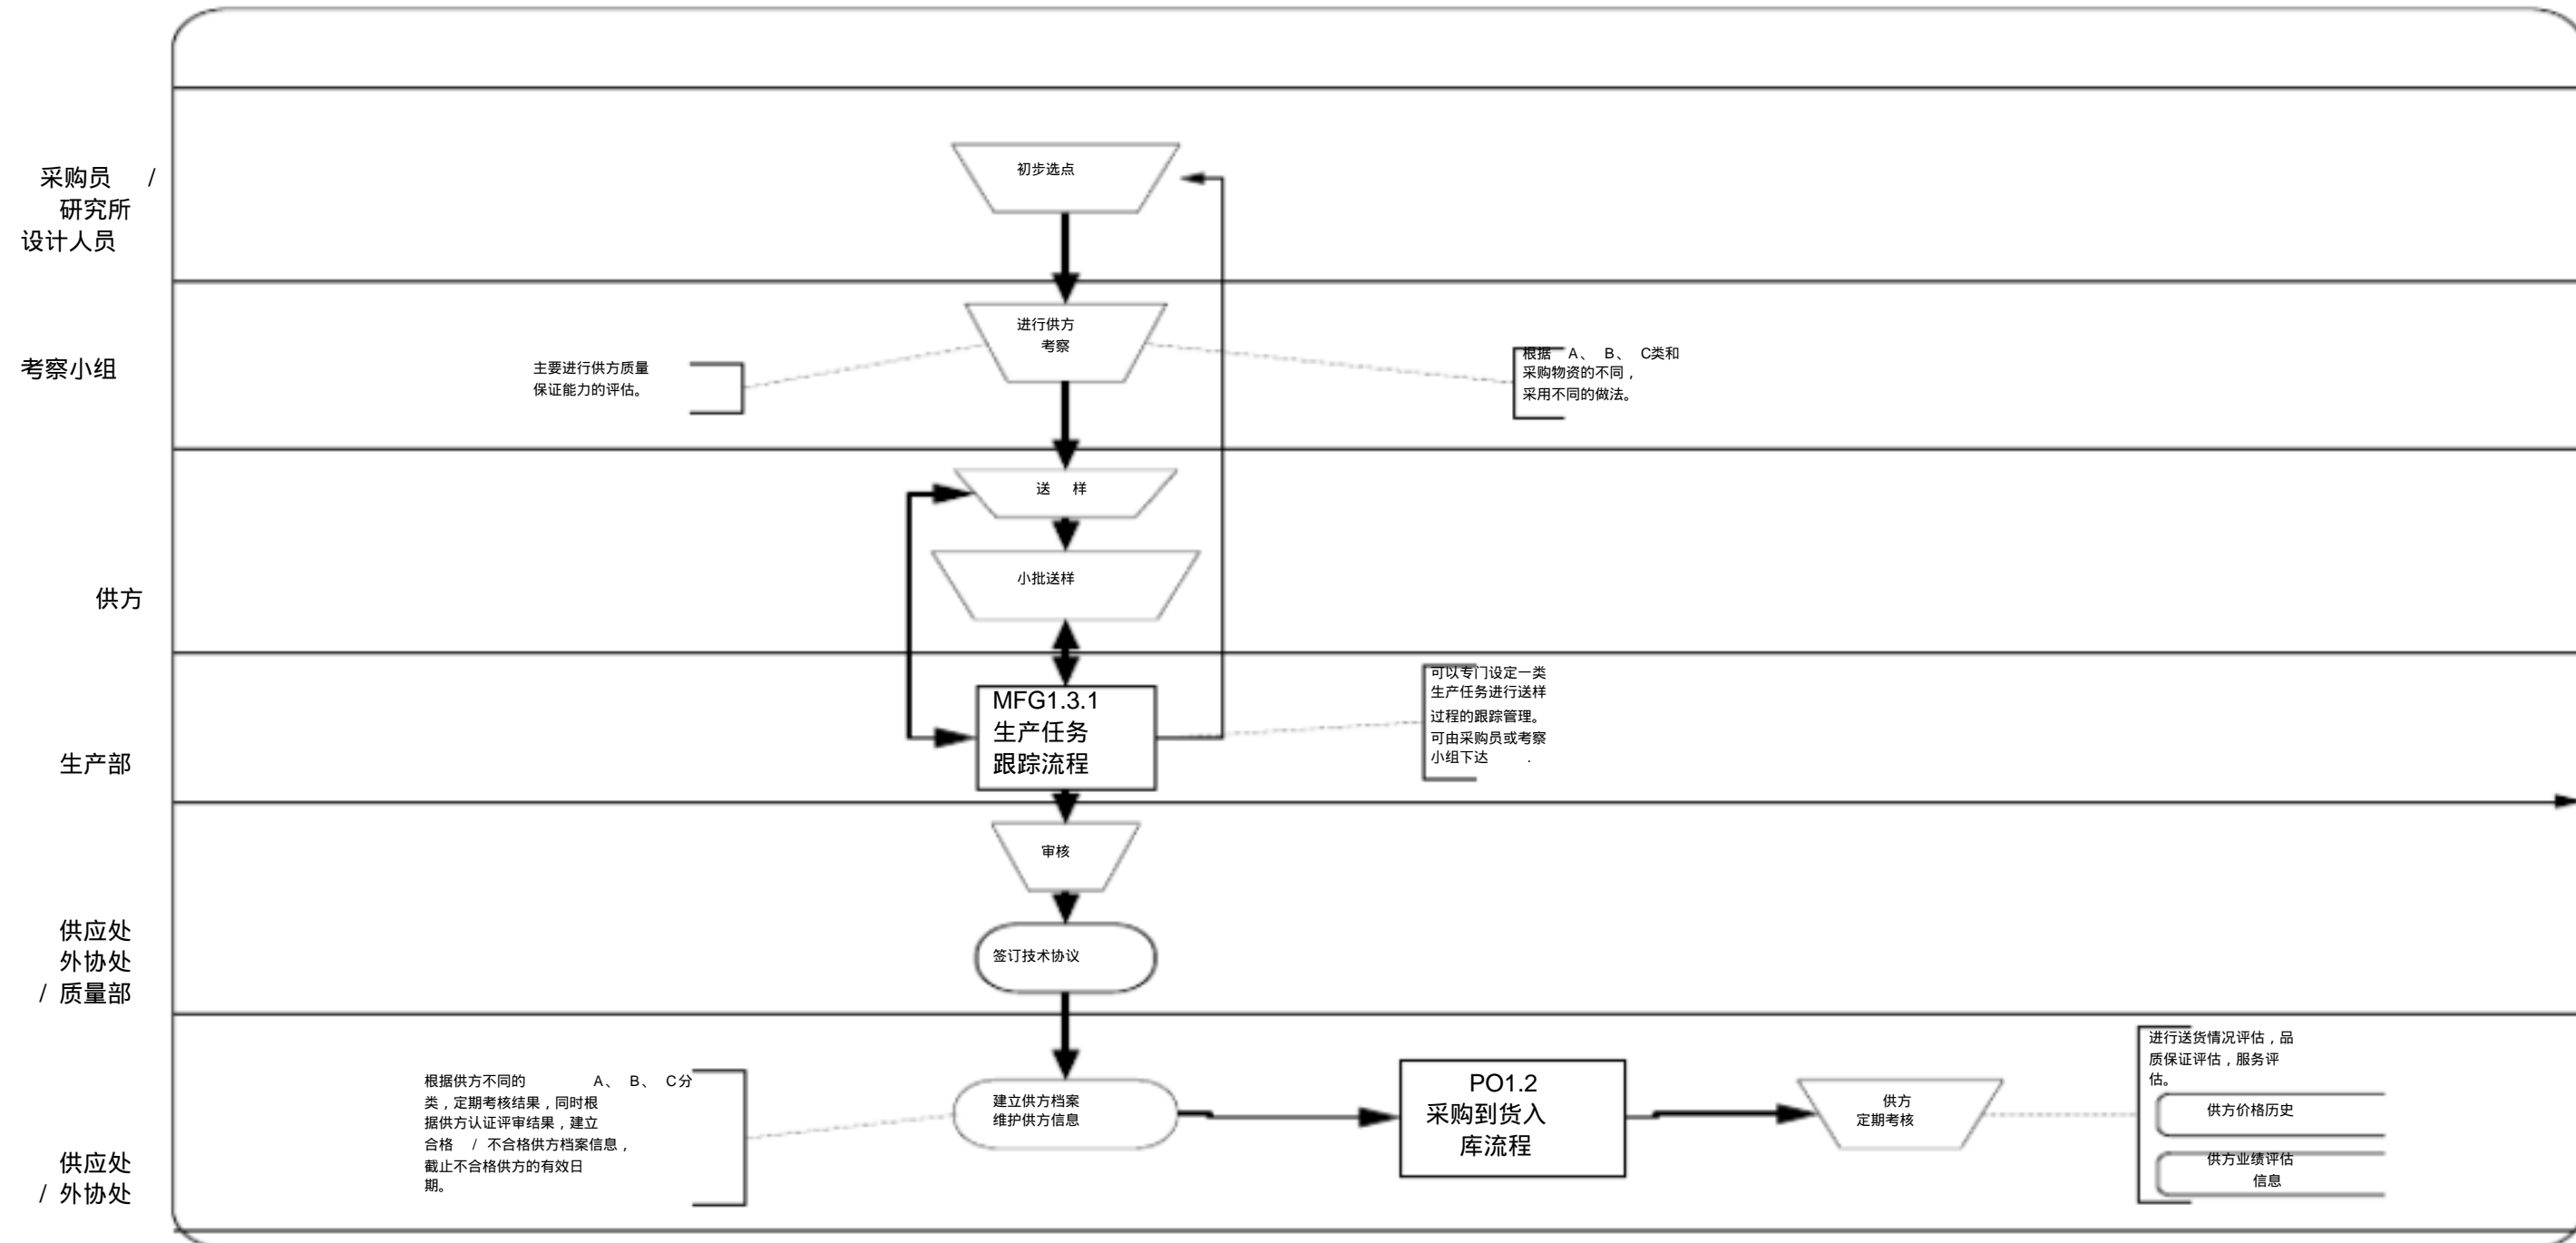 初步选点
采购员 /
研究所
设计人员
进行供方
考察
主要进行供方质量
保证能力的评估。
根据 A、 B、 C类和
采购物资的不同，
采用不同的做法。
考察小组
送 样
小批送样
供方
MFG1.3.1
生产任务
跟踪流程
可以专门设定一类
生产任务进行送样
过程的跟踪管理。
可由采购员或考察
小组下达 .
生产部
审核
签订技术协议
供应处
外协处
/ 质量部
根据供方不同的 A、 B、 C分
类，定期考核结果，同时根
据供方认证评审结果，建立
合格 / 不合格供方档案信息，
截止不合格供方的有效日
期。
建立供方档案
维护供方信息
PO1.2
采购到货入
库流程
供方
定期考核
进行送货情况评估，品
质保证评估，服务评
估。
供方价格历史
供方业绩评估
信息
供应处
/ 外协处